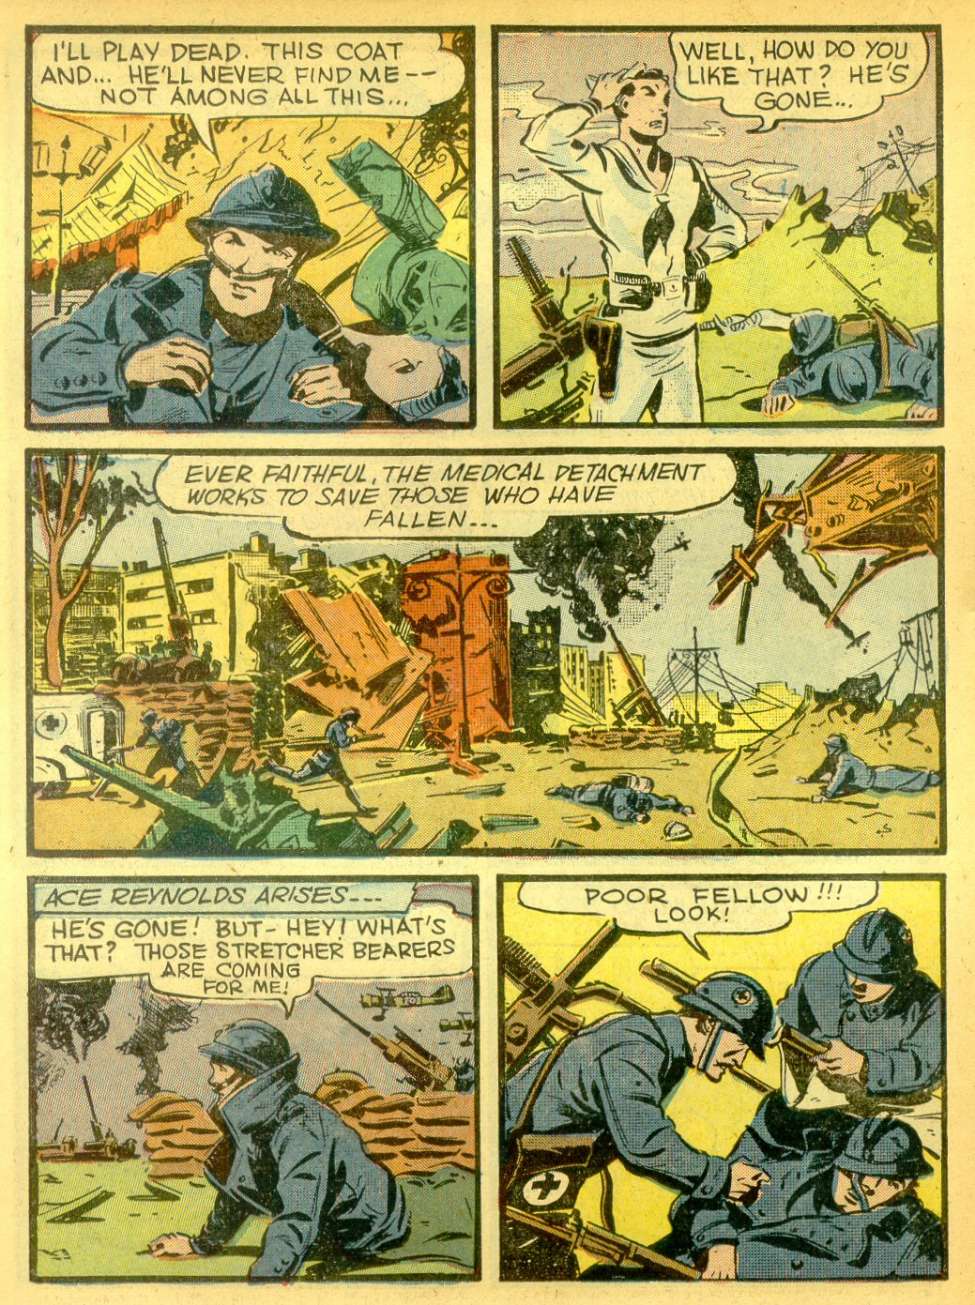 I'LL PLAY DEAD. THIS COAT
AND... HE'LL NEVER FIND ME--
NOT AMONG ALL THIS...
WELL, HOW DO YOU
LIKE THAT? HE'S
GONE...
EVER FAITHFUL, THE MEDICAL DETACHMENT
WORKS TO SAVE THOSE WHO HAVE
FALLEN...
ACE REYNOLDS ARISES---
HE'S GONE! BUT-HEY! WHAT'S
THAT? THOSE STRETCHER BEARERS
ARE COMING
FOR ME!
POOR FELLOW!!!
LOOK!